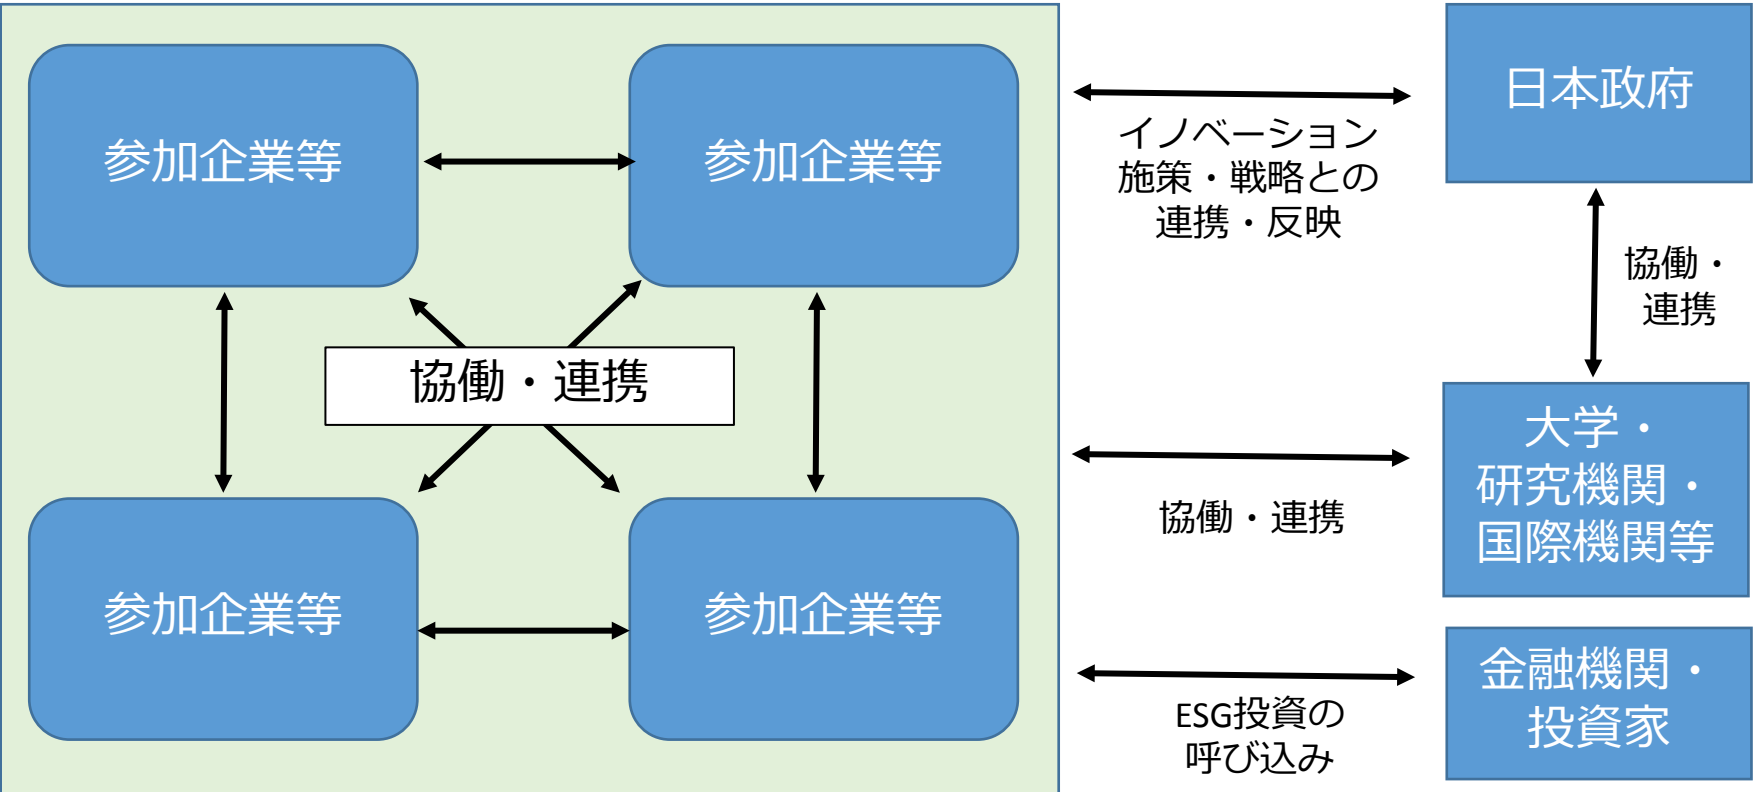 参加企業等
参加企業等
協働・連携
参加企業等
参加企業等
イノベーション
施策・戦略との
連携・反映
協働・連携
ESG投資の
呼び込み
日本政府
協働・
連携
大学・
研究機関・
国際機関等
金融機関・
投資家